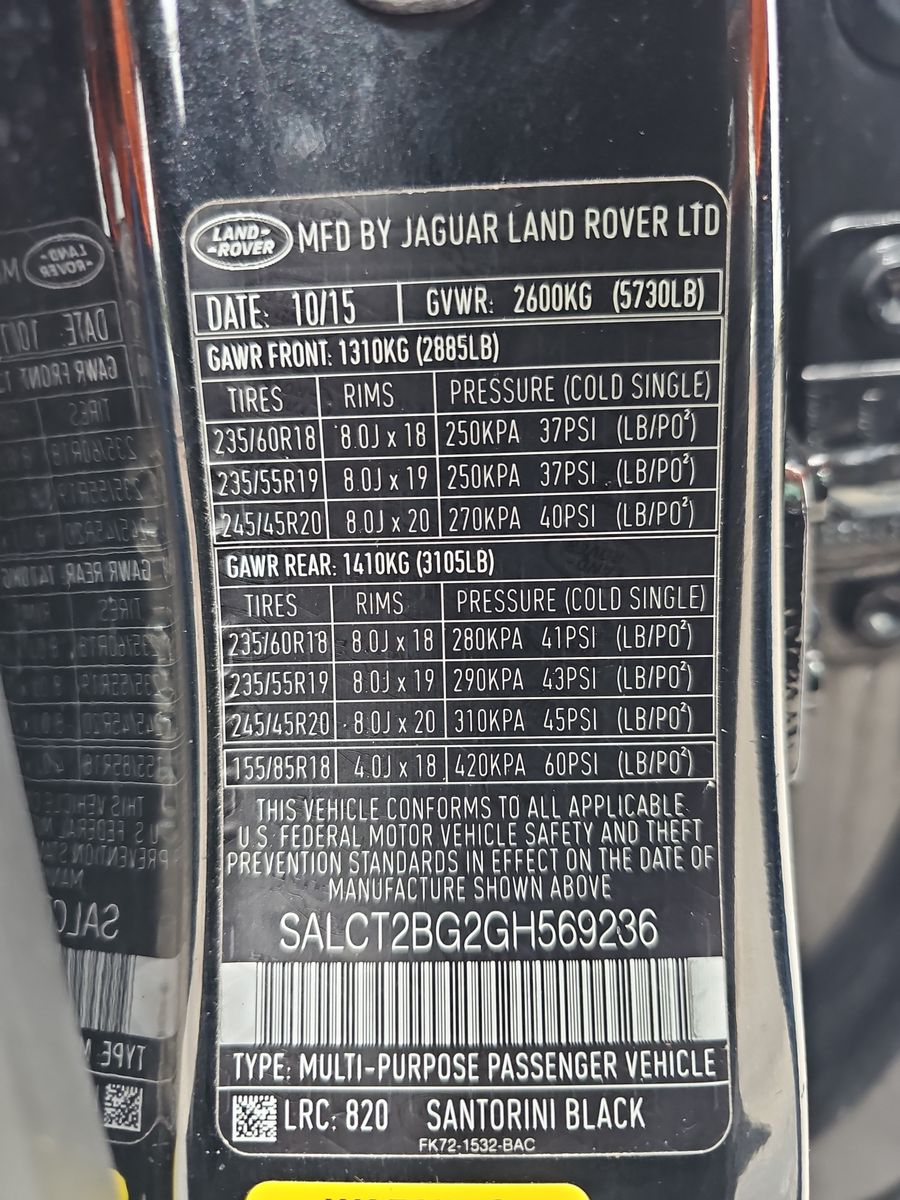 LAND ROVER MFD BY JAGUAR LAND ROVER LTD
DATE: 10/15 GVWR: 2600KG (5730LB)
GAWR FRONT: 1310KG (2885LB)
TIRES RIMS PRESSURE (COLD SINGLE)
235/60R18 8.0J x 18 250KPA 37PSI (LB/PO²)
235/55R19 8.0J x 19 250KPA 37PSI (LB/PO²)
245/45R20 8.0J x 20 270KPA 40PSI (LB/PO²)
GAWR REAR: 1410KG (3105LB)
TIRES RIMS PRESSURE (COLD SINGLE)
235/60R18 8.0J x 18 280KPA 41PSI (LB/PO²)
235/55R19 8.0J x 19 290KPA 43PSI (LB/PO²)
245/45R20 8.0J x 20 310KPA 45PSI (LB/PO²)
155/85R18 4.0J x 18 420KPA 60PSI (LB/PO²)
THIS VEHICLE CONFORMS TO ALL APPLICABLE
U.S. FEDERAL MOTOR VEHICLE SAFETY AND THEFT
PREVENTION STANDARDS IN EFFECT ON THE DATE OF
MANUFACTURE SHOWN ABOVE
SALCT2BG2GH569236
TYPE: MULTI-PURPOSE PASSENGER VEHICLE
LRC: 820 SANTORINI BLACK
FK72-1532-BAC